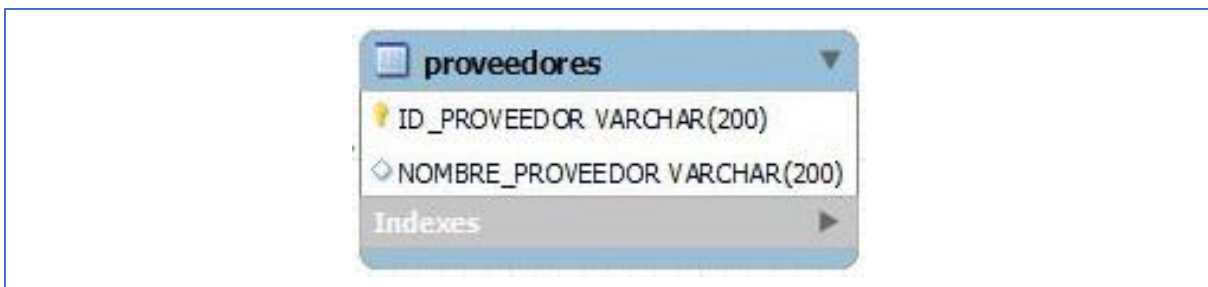 proveedores
ID_PROVEEDOR VARCHAR(200)
NOMBRE_PROVEEDOR VARCHAR(200)
Indexes